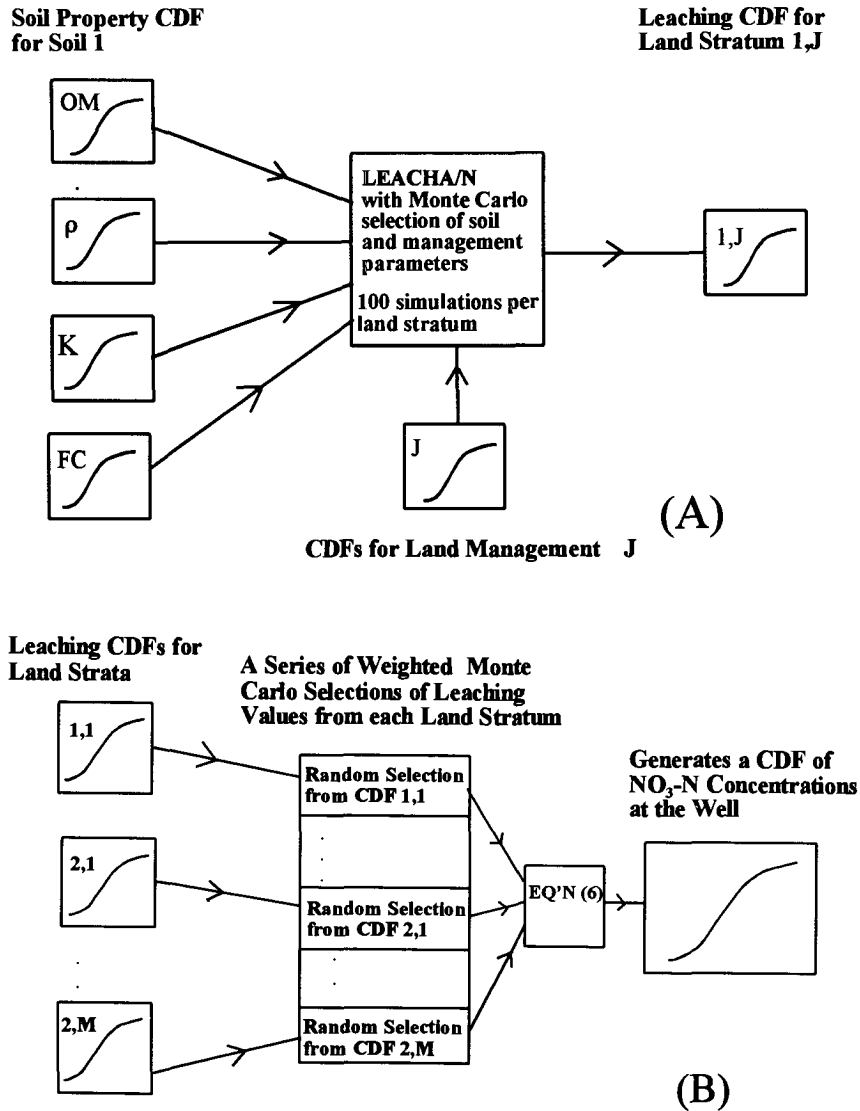 Soil Property CDF
for Soil 1
Leaching CDF for
Land Stratum 1,J
OM
ρ
K
FC
LEACHA/N
with Monte Carlo
selection of soil
and management
parameters
100 simulations per
land stratum
1,J
J
(A)
CDFs for Land Management J
Leaching CDFs for
Land Strata
A Series of Weighted Monte
Carlo Selections of Leaching
Values from each Land Stratum
1,1
2,1
2,M
Random Selection
from CDF 1,1
Random Selection
from CDF 2,1
Random Selection
from CDF 2,M
EQ'N (6)
Generates a CDF of
NO₃-N Concentrations
at the Well
(B)